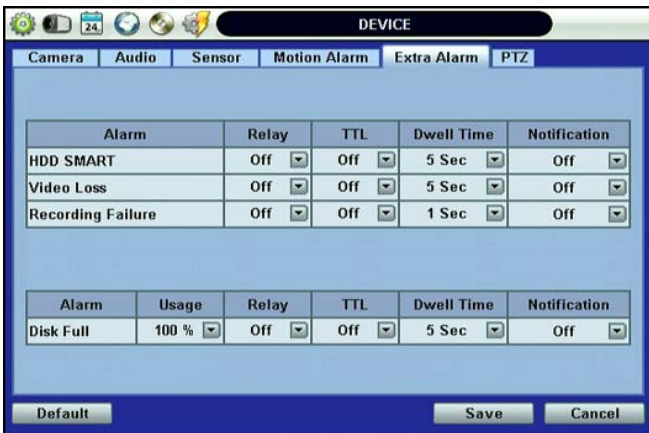 24
DEVICE
Camera Audio Sensor Motion Alarm Extra Alarm PTZ
Alarm Relay TTL Dwell Time Notification
HDD SMART Off Off 5 Sec Off
Video Loss Off Off 5 Sec Off
Recording Failure Off Off 1 Sec Off
Alarm Usage Relay TTL Dwell Time Notification
Disk Full 100 % Off Off 5 Sec Off
Default Save Cancel